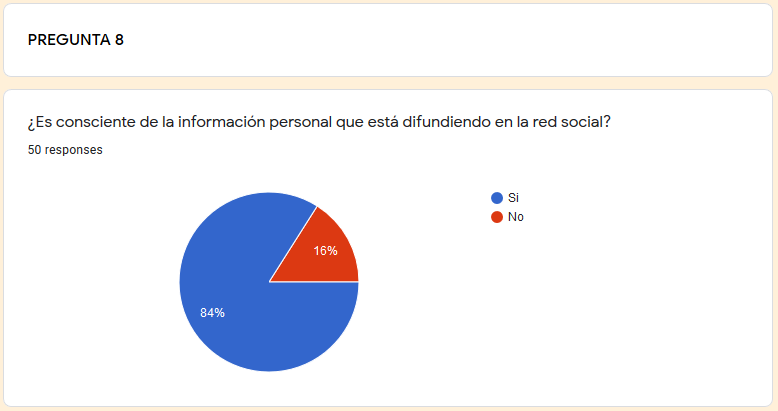 PREGUNTA 8
¿Es consciente de la información personal que está difundiendo en la red social?
50 responses
Si
No
16%
84%